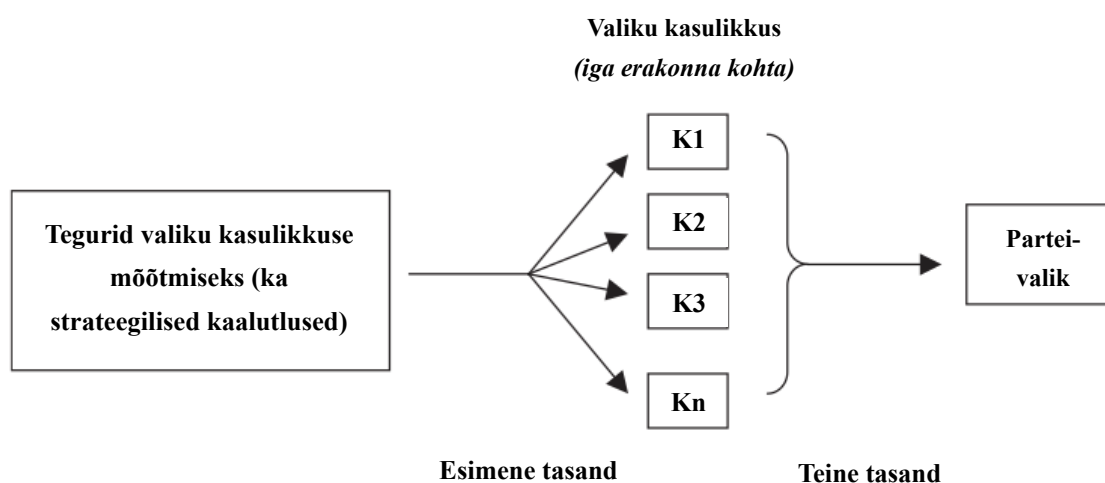 Valiku kasulikkus
(iga erakonna kohta)
K1
K2
K3
Kn
Tegurid valiku kasulikkuse
mõõtmiseks (ka
strateegilised kaalutlused)
Partei-
valik
Esimene tasand
Teine tasand